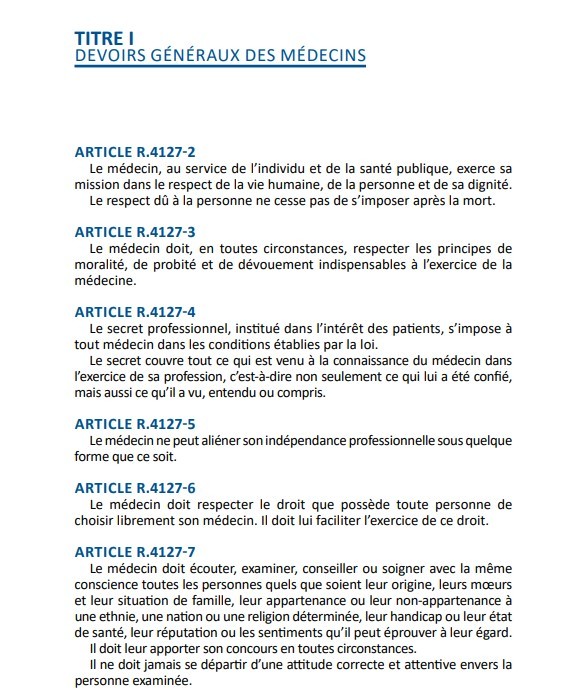 TITRE I
DEVOIRS GÉNÉRAUX DES MÉDECINS
ARTICLE R.4127-2
Le médecin, au service de l’individu et de la santé publique, exerce sa
mission dans le respect de la vie humaine, de la personne et de sa dignité.
Le respect dû à la personne ne cesse pas de s’imposer après la mort.
ARTICLE R.4127-3
Le médecin doit, en toutes circonstances, respecter les principes de
moralité, de probité et de dévouement indispensables à l’exercice de la
médecine.
ARTICLE R.4127-4
Le secret professionnel, institué dans l’intérêt des patients, s’impose à
tout médecin dans les conditions établies par la loi.
Le secret couvre tout ce qui est venu à la connaissance du médecin dans
l’exercice de sa profession, c’est-à-dire non seulement ce qui lui a été confié,
mais aussi ce qu’il a vu, entendu ou compris.
ARTICLE R.4127-5
Le médecin ne peut aliéner son indépendance professionnelle sous quelque
forme que ce soit.
ARTICLE R.4127-6
Le médecin doit respecter le droit que possède toute personne de
choisir librement son médecin. Il doit lui faciliter l’exercice de ce droit.
ARTICLE R.4127-7
Le médecin doit écouter, examiner, conseiller ou soigner avec la même
conscience toutes les personnes quels que soient leur origine, leurs mœurs
et leur situation de famille, leur appartenance ou leur non-appartenance à
une ethnie, une nation ou une religion déterminée, leur handicap ou leur état
de santé, leur réputation ou les sentiments qu’il peut éprouver à leur égard.
Il doit leur apporter son concours en toutes circonstances.
Il ne doit jamais se départir d’une attitude correcte et attentive envers la
personne examinée.